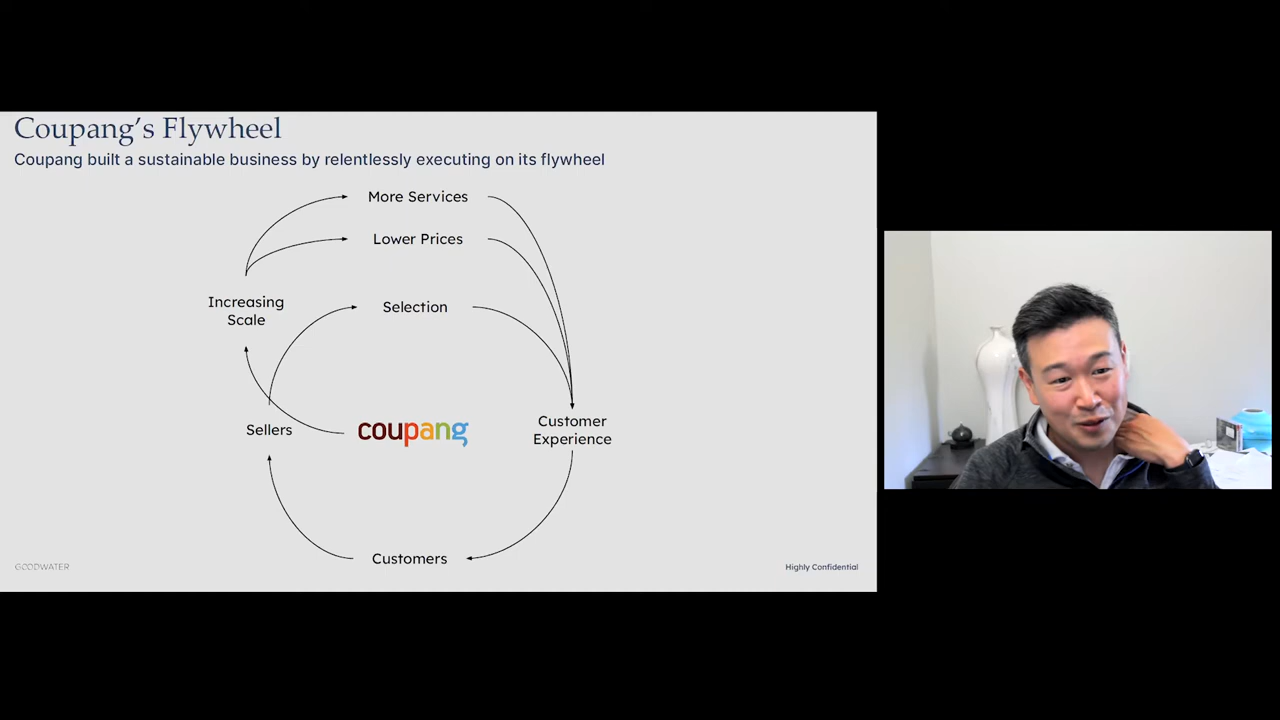 Coupang's Flywheel
Coupang built a sustainable business by relentlessly executing on its flywheel
More Services
Lower Prices
Increasing
Scale
Selection
Sellers
coupang
Customer
Experience
Customers
GOODWATER
Highly Confidential